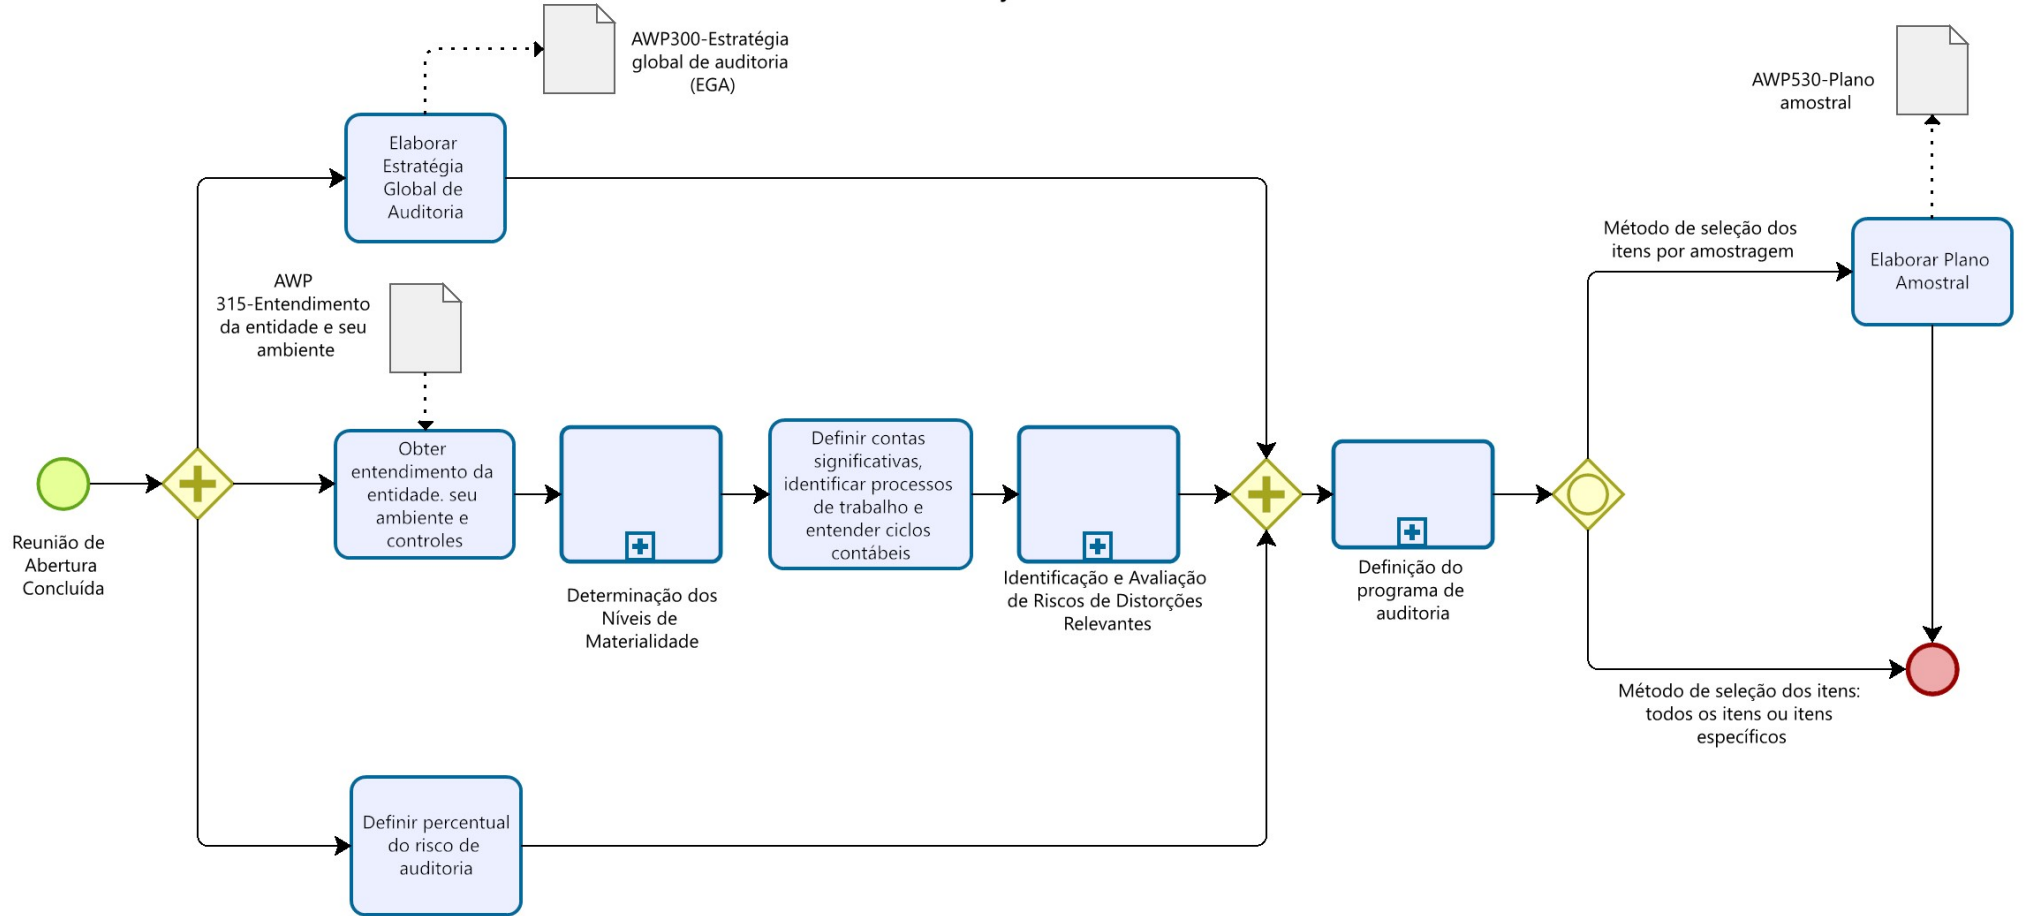 AWP300-Estratégia
global de auditoria
(EGA)
AWP530-Plano
amostral
Elaborar
Estratégia
Global de
Auditoria
Método de seleção dos
itens por amostragem
Elaborar Plano
Amostral
AWP
315-Entendimento
da entidade e seu
ambiente
Reunião de
Abertura
Concluída
Obter
entendimento da
entidade. seu
ambiente e
controles
Determinação dos
Níveis de
Materialidade
Definir contas
significativas,
identificar processos
de trabalho e
entender ciclos
contábeis
Identificação e Avaliação
de Riscos de Distorções
Relevantes
Definição do
programa de
auditoria
Método de seleção dos itens:
todos os itens ou itens
específicos
Definir percentual
do risco de
auditoria